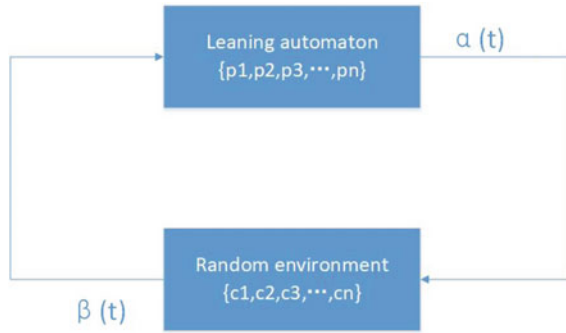 Leaning automaton
{p1,p2,p3,⋯,pn}
α (t)
Random environment
{c1,c2,c3,⋯,cn}
β (t)